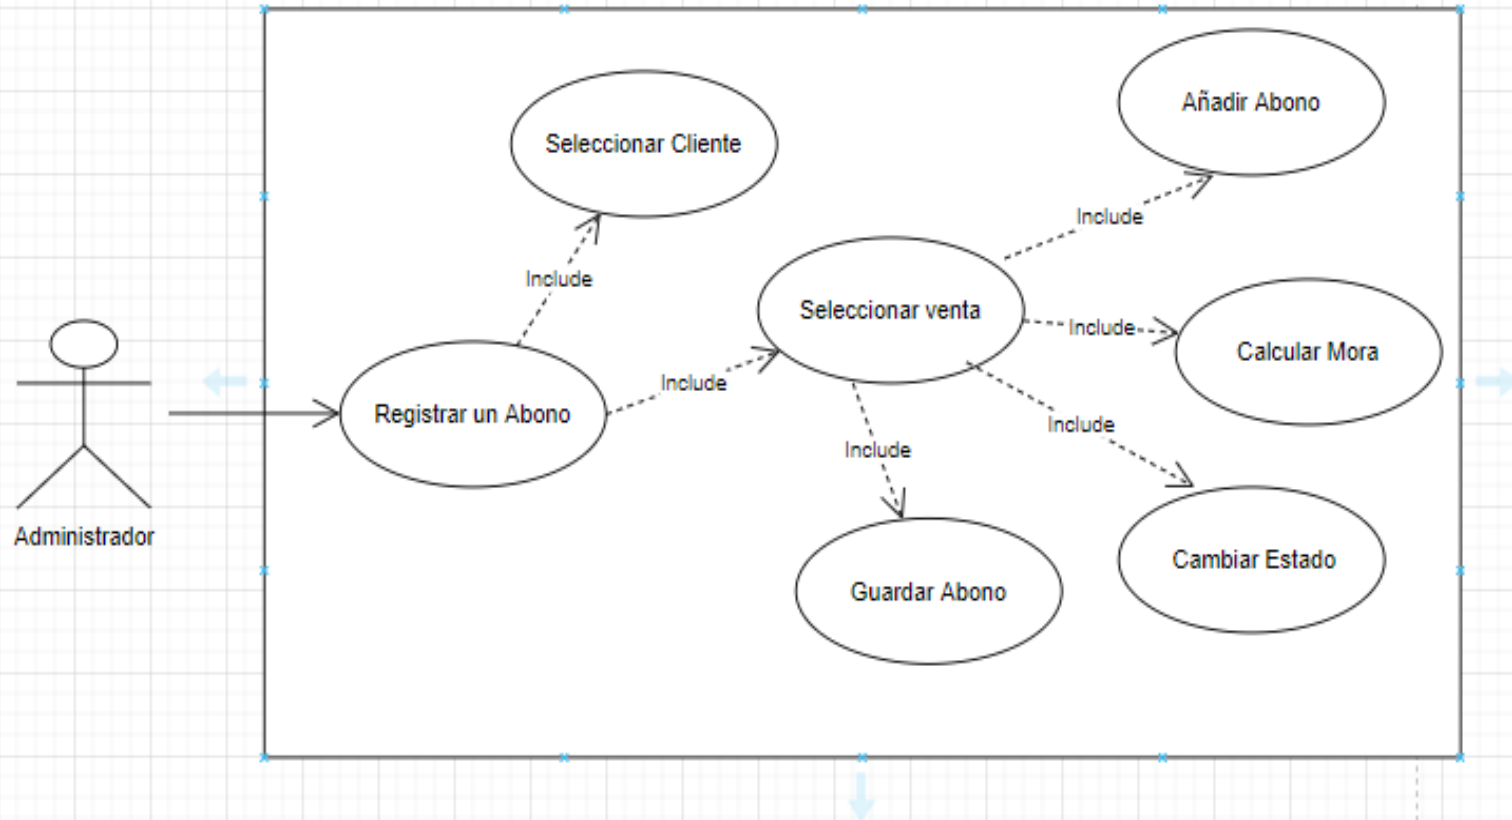 Añadir Abono
Seleccionar Cliente
Include
Include
Seleccionar venta
Include
Calcular Mora
Include
Registrar un Abono
Include
Include
Cambiar Estado
Guardar Abono
Administrador